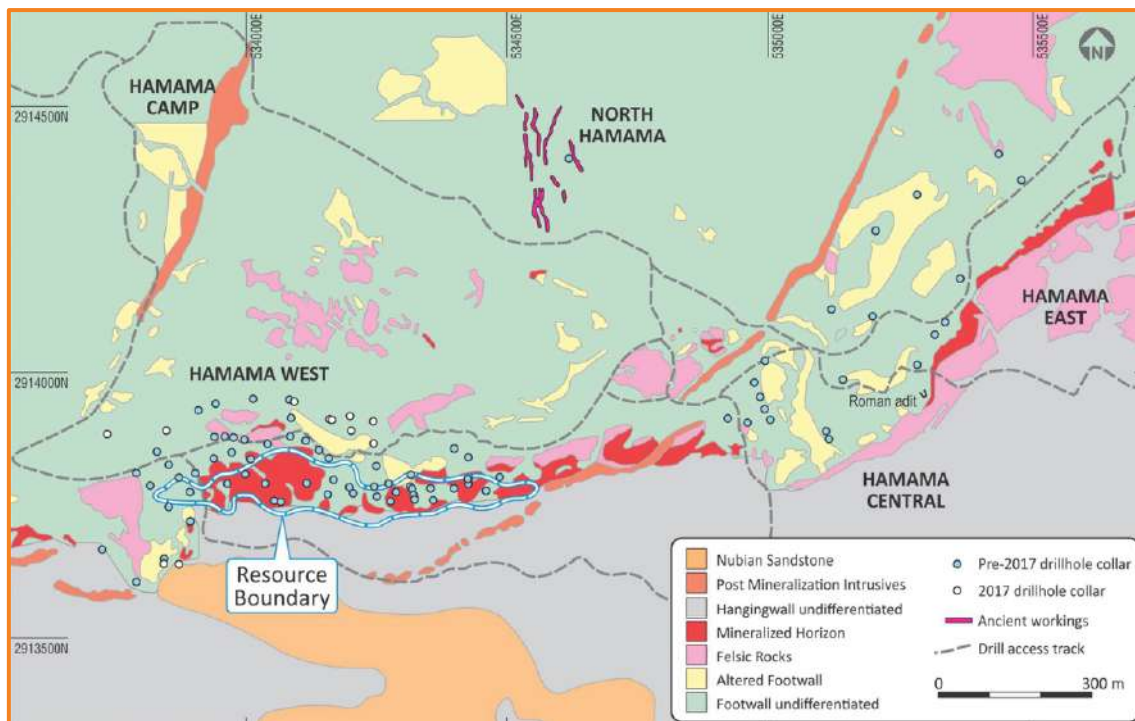 534000E
534500E
535000E
535500E
N
HAMAMA
CAMP
2914500N
NORTH
HAMAMA
HAMAMA
EAST
HAMAMA WEST
2914000N
Roman adit
HAMAMA
CENTRAL
Resource
Boundary
2913500N
Nubian Sandstone
Post Mineralization Intrusives
Hangingwall undifferentiated
Mineralized Horizon
Felsic Rocks
Altered Footwall
Footwall undifferentiated
Pre-2017 drillhole collar
2017 drillhole collar
Ancient workings
Drill access track
0 300 m